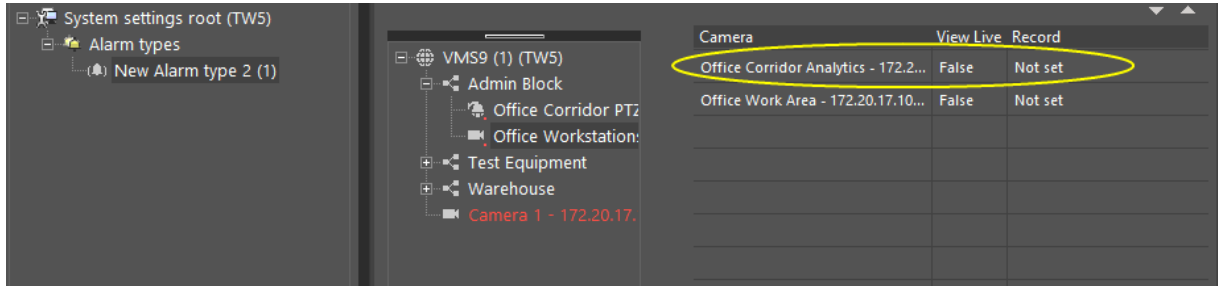 System settings root (TW5)
Alarm types
New Alarm type 2 (1)
VMS9 (1) (TW5)
Admin Block
Office Corridor PTZ
Office Workstation:
Test Equipment
Warehouse
Camera 1 - 172.20.17.
Camera View Live Record
Office Corridor Analytics - 172.2... False Not set
Office Work Area - 172.20.17.10... False Not set